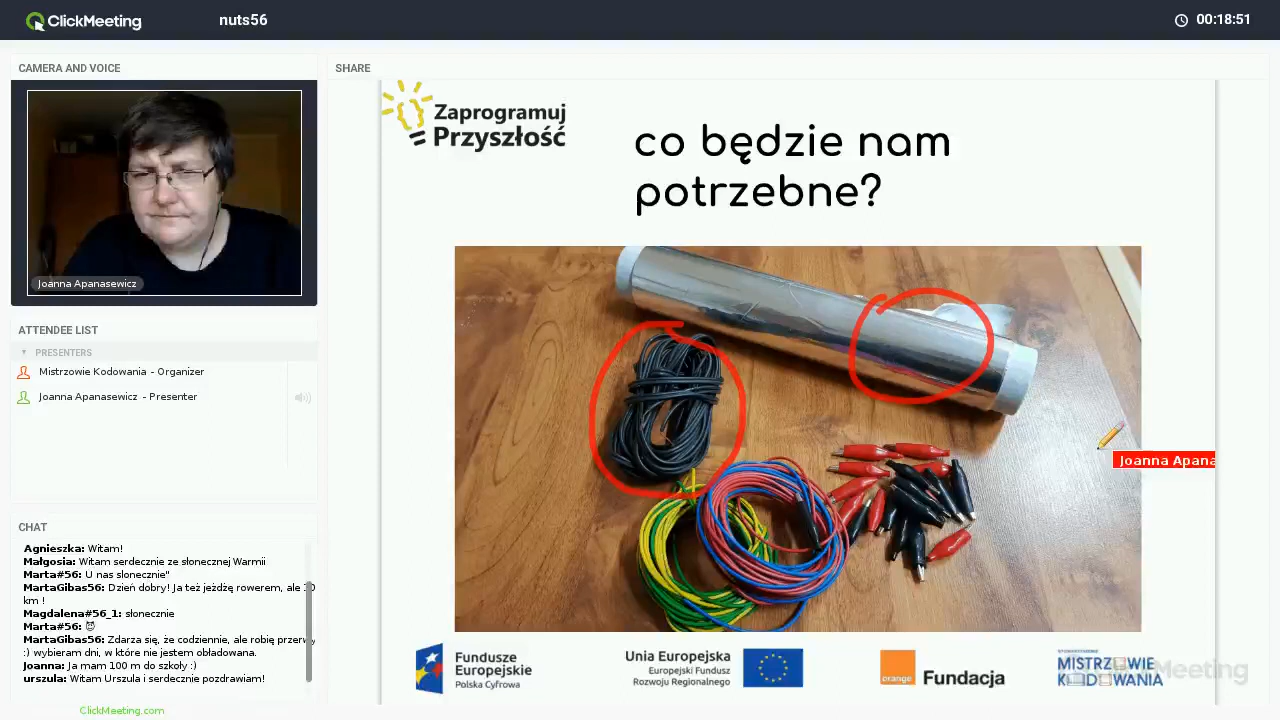 ClickMeeting
nuts56
00:18:51
CAMERA AND VOICE
Joanna Apanasewicz
ATTENDEE LIST
PRESENTERS
Mistrzowie Kodowania - Organizer
Joanna Apanasewicz - Presenter
CHAT
Agnieszka: Witam!
Małgosia: Witam serdecznie ze słonecznej Warmii
Marta#56: U nas slonecznie"
MartaGibas56: Dzień dobry! Ja też jeżdżę rowerem, ale 10
km !
Magdalena#56_1: słonecznie
Marta#56: 😈
MartaGibas56: Zdarza się, że codziennie, ale robię przerwy
:) wybieram dni, w które nie jestem obładowana.
Joanna: Ja mam 100 m do szkoły :)
urszula: Witam Urszula i serdecznie pozdrawiam!
ClickMeeting.com
SHARE
Zaprogramuj
Przyszłość
co będzie nam
potrzebne?
Joanna Apana
Fundusze
Europejskie
Polska Cyfrowa
Unia Europejska
Europejski Fundusz
Rozwoju Regionalnego
orange
Fundacja
MISTRZOWIE
KODOWANIA
ClickMeeting